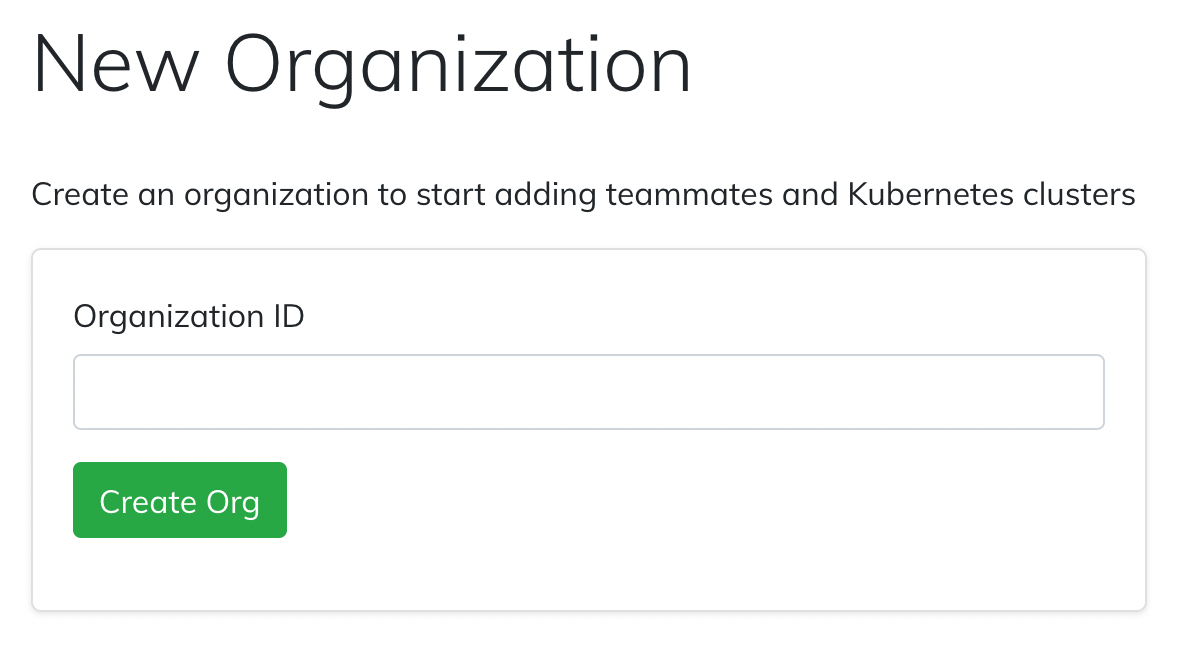 New Organization
Create an organization to start adding teammates and Kubernetes clusters
Organization ID
Create Org